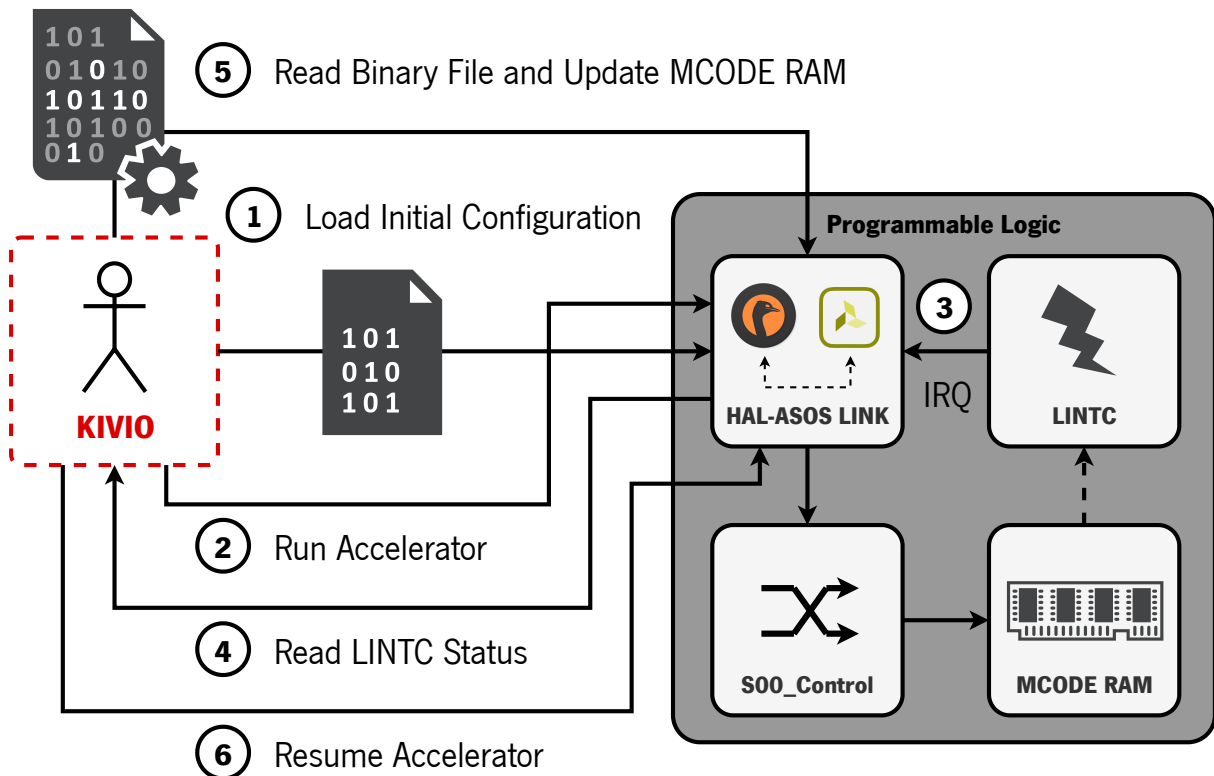 101
01010
10110
10100
010
5 Read Binary File and Update MCODE RAM
1 Load Initial Configuration
Programmable Logic
KIVIO
101
010
101
HAL-ASOS LINK
3
IRQ
LINTC
2 Run Accelerator
4 Read LINTC Status
S00_Control
MCODE RAM
6 Resume Accelerator